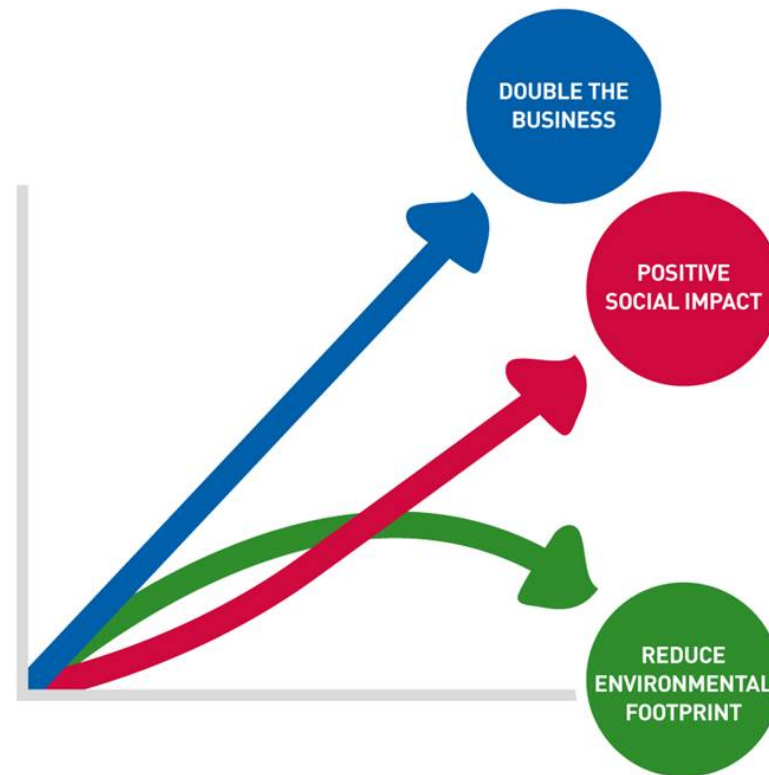 DOUBLE THE
BUSINESS
POSITIVE
SOCIAL IMPACT
REDUCE
ENVIRONMENTAL
FOOTPRINT